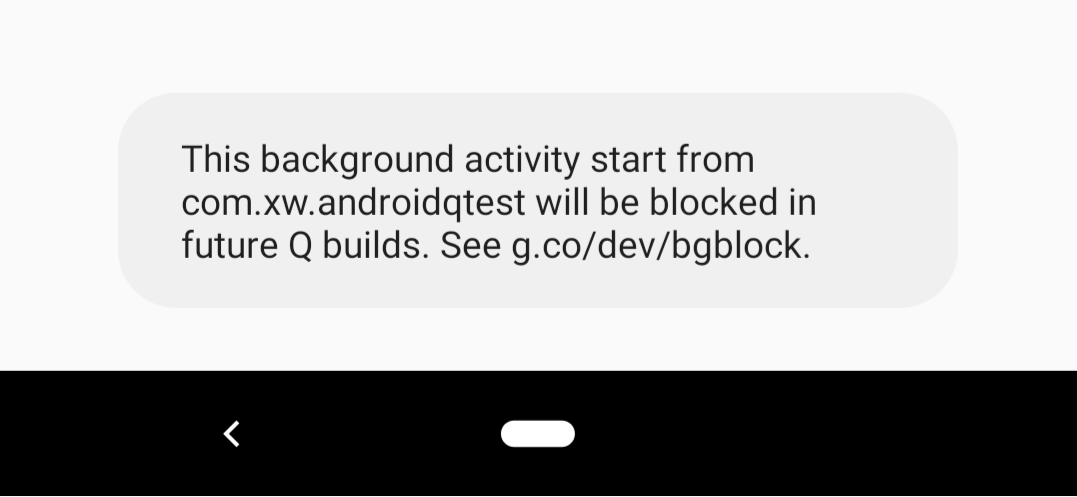 This background activity start from
com.xw.androidqtest will be blocked in
future Q builds. See g.co/dev/bgblock.